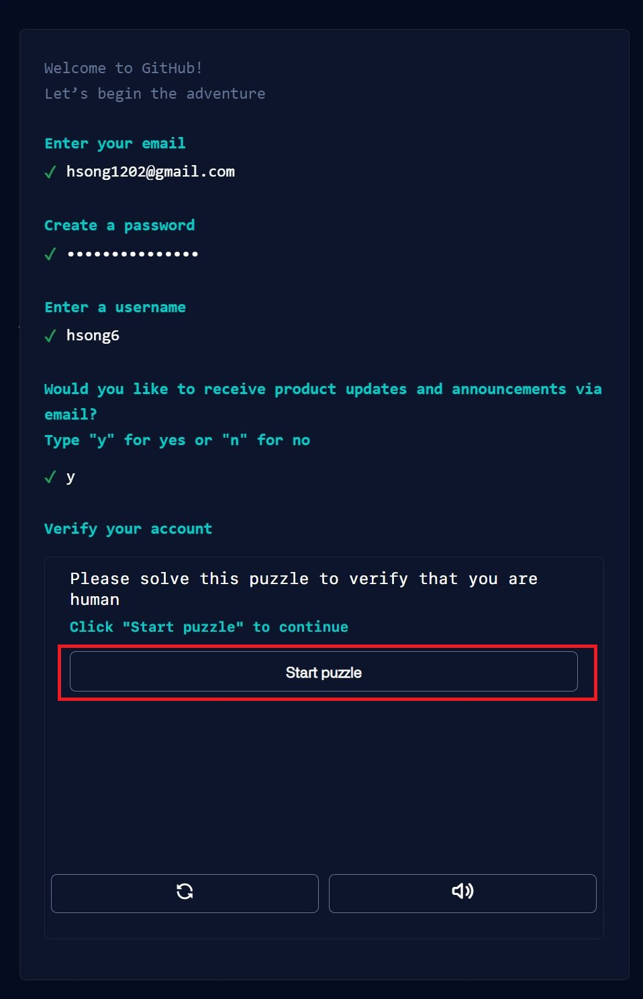 Welcome to GitHub!
Let’s begin the adventure
Enter your email
✓ hsong1202@gmail.com
Create a password
✓ •••••••••••••••
Enter a username
✓ hsong6
Would you like to receive product updates and announcements via
email?
Type "y" for yes or "n" for no
✓ y
Verify your account
Please solve this puzzle to verify that you are
human
Click "Start puzzle" to continue
Start puzzle